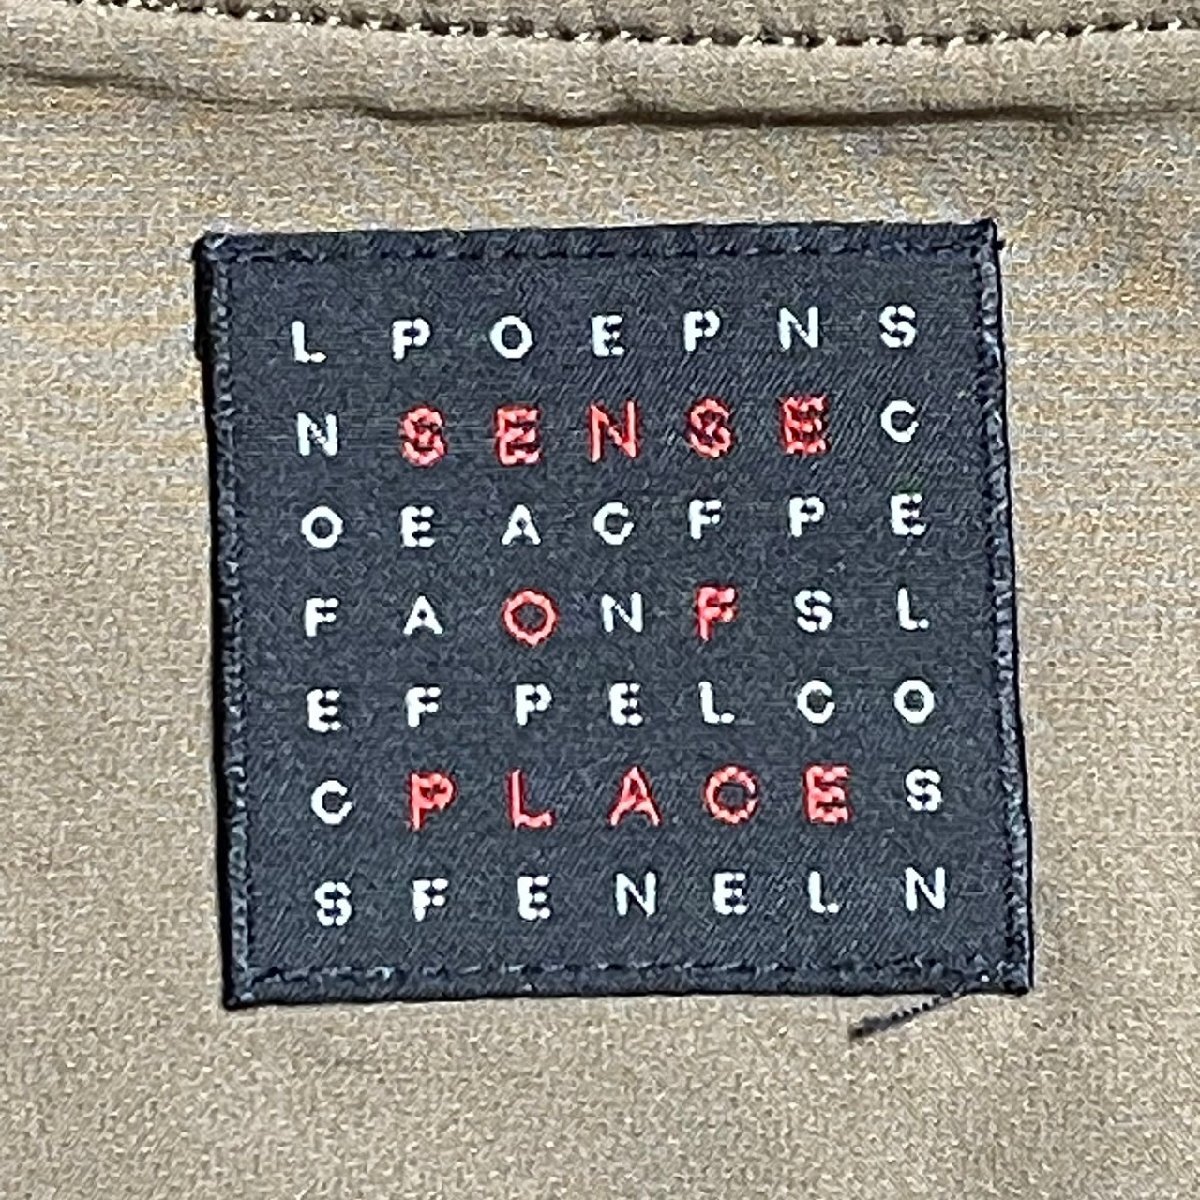 L P O E P N S
N S E N S E C
O E A C F P E
F A O N F S L
E F P E L C O
C P L A C E S
S F E N E L N